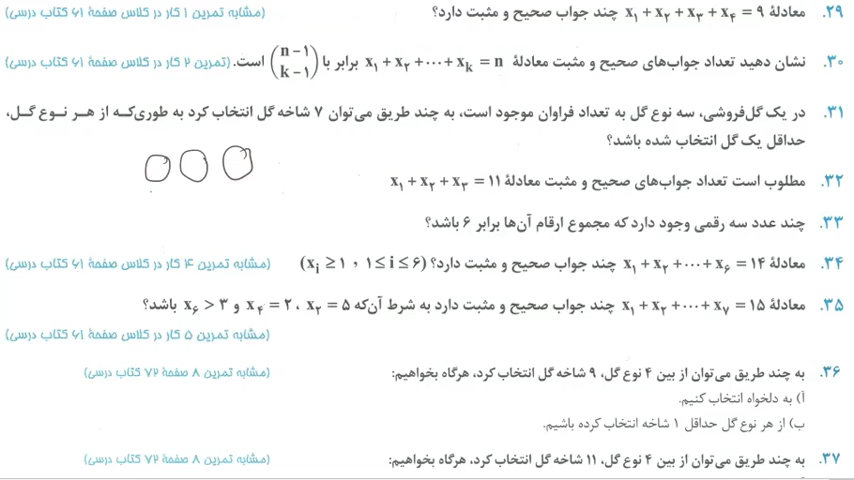 ۲۹. معادلهٔ x₁ + x₂ + x₃ + x₄ = ۹ چند جواب صحیح و مثبت دارد؟ (مشابه تمرین ۱ کار در کلاس صفحهٔ ۶۱ کتاب درسی)
۳۰. نشان دهید تعداد جواب‌های صحیح و مثبت معادلهٔ x₁ + x₂ + ⋯ + xₖ = n برابر با (n − ۱ / k − ۱) است. (تمرین ۲ کار در کلاس صفحهٔ ۶۱ کتاب درسی)
۳۱. در یک گل‌فروشی، سه نوع گل به تعداد فراوان موجود است، به چند طریق می‌توان ۷ شاخه گل انتخاب کرد به طوری‌که از هر نوع گل،
حداقل یک گل انتخاب شده باشد؟
۳۲. مطلوب است تعداد جواب‌های صحیح و مثبت معادلهٔ x₁ + x₂ + x₃ = ۱۱
۳۳. چند عدد سه رقمی وجود دارد که مجموع ارقام آن‌ها برابر ۶ باشد؟
۳۴. معادلهٔ x₁ + x₂ + ⋯ + x₆ = ۱۴ چند جواب صحیح و مثبت دارد؟ (xᵢ ≥ ۱ ، ۱ ≤ i ≤ ۶) (مشابه تمرین ۴ کار در کلاس صفحهٔ ۶۱ کتاب درسی)
۳۵. معادلهٔ x₁ + x₂ + ⋯ + x₇ = ۱۵ چند جواب صحیح و مثبت دارد به شرط آن‌که x₂ = ۵ ، x₄ = ۲ و x₆ > ۳ باشد؟
(مشابه تمرین ۵ کار در کلاس صفحهٔ ۶۱ کتاب درسی)
۳۶. به چند طریق می‌توان از بین ۴ نوع گل، ۹ شاخه گل انتخاب کرد، هرگاه بخواهیم: (مشابه تمرین ۸ صفحهٔ ۷۲ کتاب درسی)
آ) به دلخواه انتخاب کنیم.
ب) از هر نوع گل حداقل ۱ شاخه انتخاب کرده باشیم.
۳۷. به چند طریق می‌توان از بین ۴ نوع گل، ۱۱ شاخه گل انتخاب کرد، هرگاه بخواهیم: (مشابه تمرین ۸ صفحهٔ ۷۲ کتاب درسی)